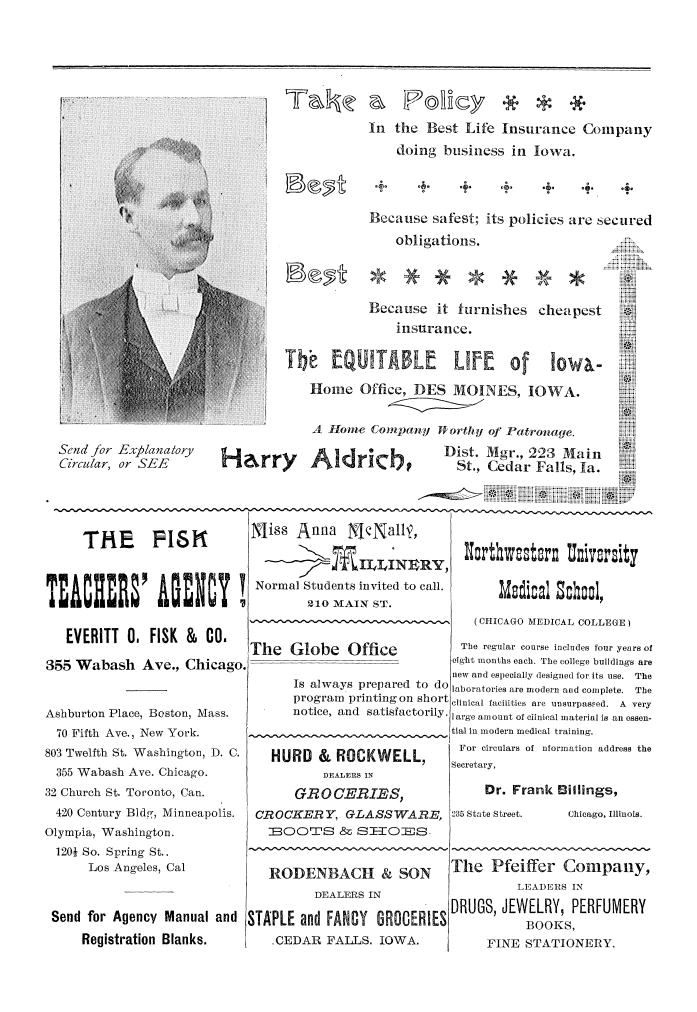 Take a Policy
In the Best Life Insurance Company
doing business in Iowa.
Best
Because safest; its policies are secured
obligations.
Best
Because it furnishes cheapest
insurance.
The EQUITABLE LIFE of Iowa-
Home Office, DES MOINES, IOWA.
A Home Company Worthy of Patronage.
Send for Explanatory
Circular, or SEE
Harry Aldrich,
Dist. Mgr., 223 Main
St., Cedar Falls, Ia.
THE FISK
TEACHERS' AGENCY!
EVERITT O. FISK & CO.
355 Wabash Ave., Chicago.
Ashburton Place, Boston, Mass.
70 Fifth Ave., New York.
803 Twelfth St. Washington, D. C.
355 Wabash Ave. Chicago.
32 Church St. Toronto, Can.
420 Century Bldg, Minneapolis.
Olympia, Washington.
120½ So. Spring St..
Los Angeles, Cal
Send for Agency Manual and
Registration Blanks.
Miss Anna McNally,
MILLINERY,
Normal Students invited to call.
210 MAIN ST.
The Globe Office
Is always prepared to do
program printing on short
notice, and satisfactorily.
HURD & ROCKWELL,
DEALERS IN
GROCERIES,
CROCKERY, GLASSWARE,
BOOTS & SHOES
RODENBACH & SON
DEALERS IN
STAPLE and FANCY GROCERIES
CEDAR FALLS. IOWA.
Northwestern University
Medical School,
(CHICAGO MEDICAL COLLEGE)
The regular course includes four years of
eight months each. The college buildings are
new and especially designed for its use. The
laboratories are modern and complete. The
clinical facilities are unsurpassed. A very
large amount of clinical material is an essen-
tial in modern medical training.
For circulars of nformation address the
Secretary,
Dr. Frank Billings,
235 State Street. Chicago, Illinois.
The Pfeiffer Company,
LEADERS IN
DRUGS, JEWELRY, PERFUMERY
BOOKS,
FINE STATIONERY.